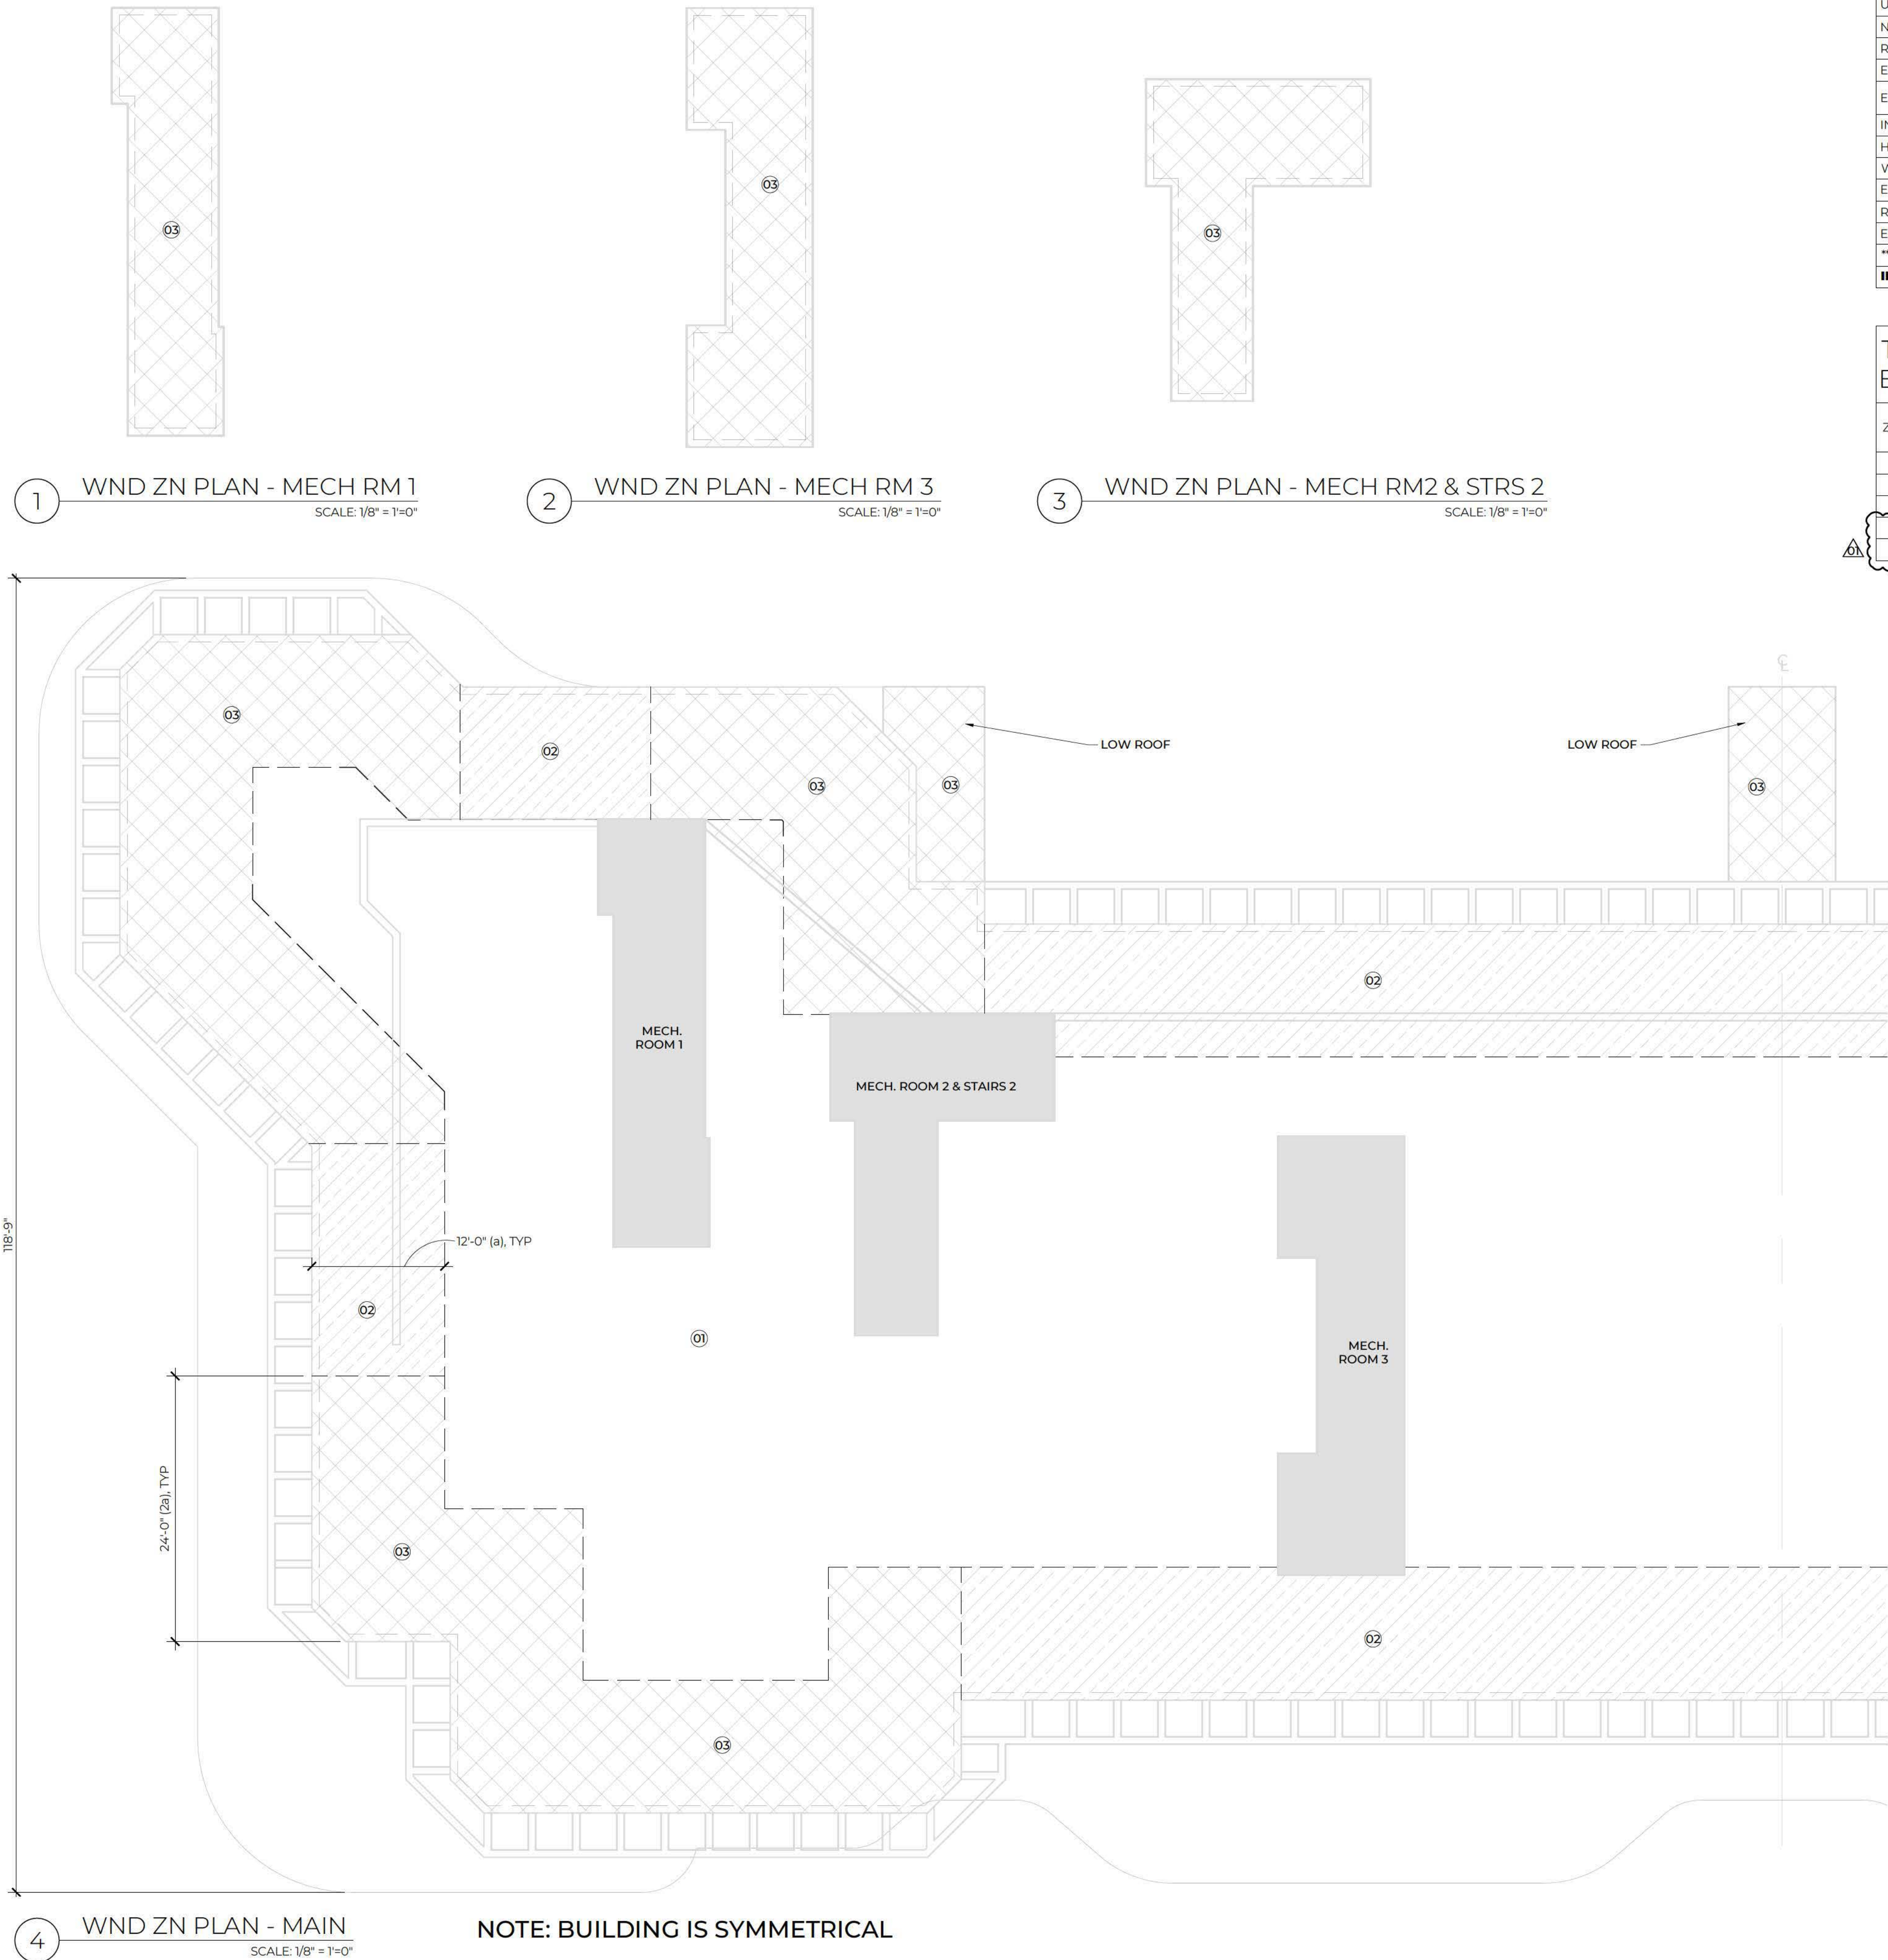 U
N
R
E
E
IN
H
W
E
R
E
**
T
E
Z
01
03
03
03
1
WND ZN PLAN - MECH RM 1
SCALE: 1/8" = 1'=0"
2
WND ZN PLAN - MECH RM 3
SCALE: 1/8" = 1'=0"
3
WND ZN PLAN - MECH RM2 & STRS 2
SCALE: 1/8" = 1'=0"
CL
03
02
03
03
LOW ROOF
LOW ROOF
03
02
MECH.
ROOM 1
MECH. ROOM 2 & STAIRS 2
118'-9"
12'-0" (a), TYP
02
01
MECH.
ROOM 3
24'-0" (2a), TYP
03
02
03
4
WND ZN PLAN - MAIN
SCALE: 1/8" = 1'=0"
NOTE: BUILDING IS SYMMETRICAL